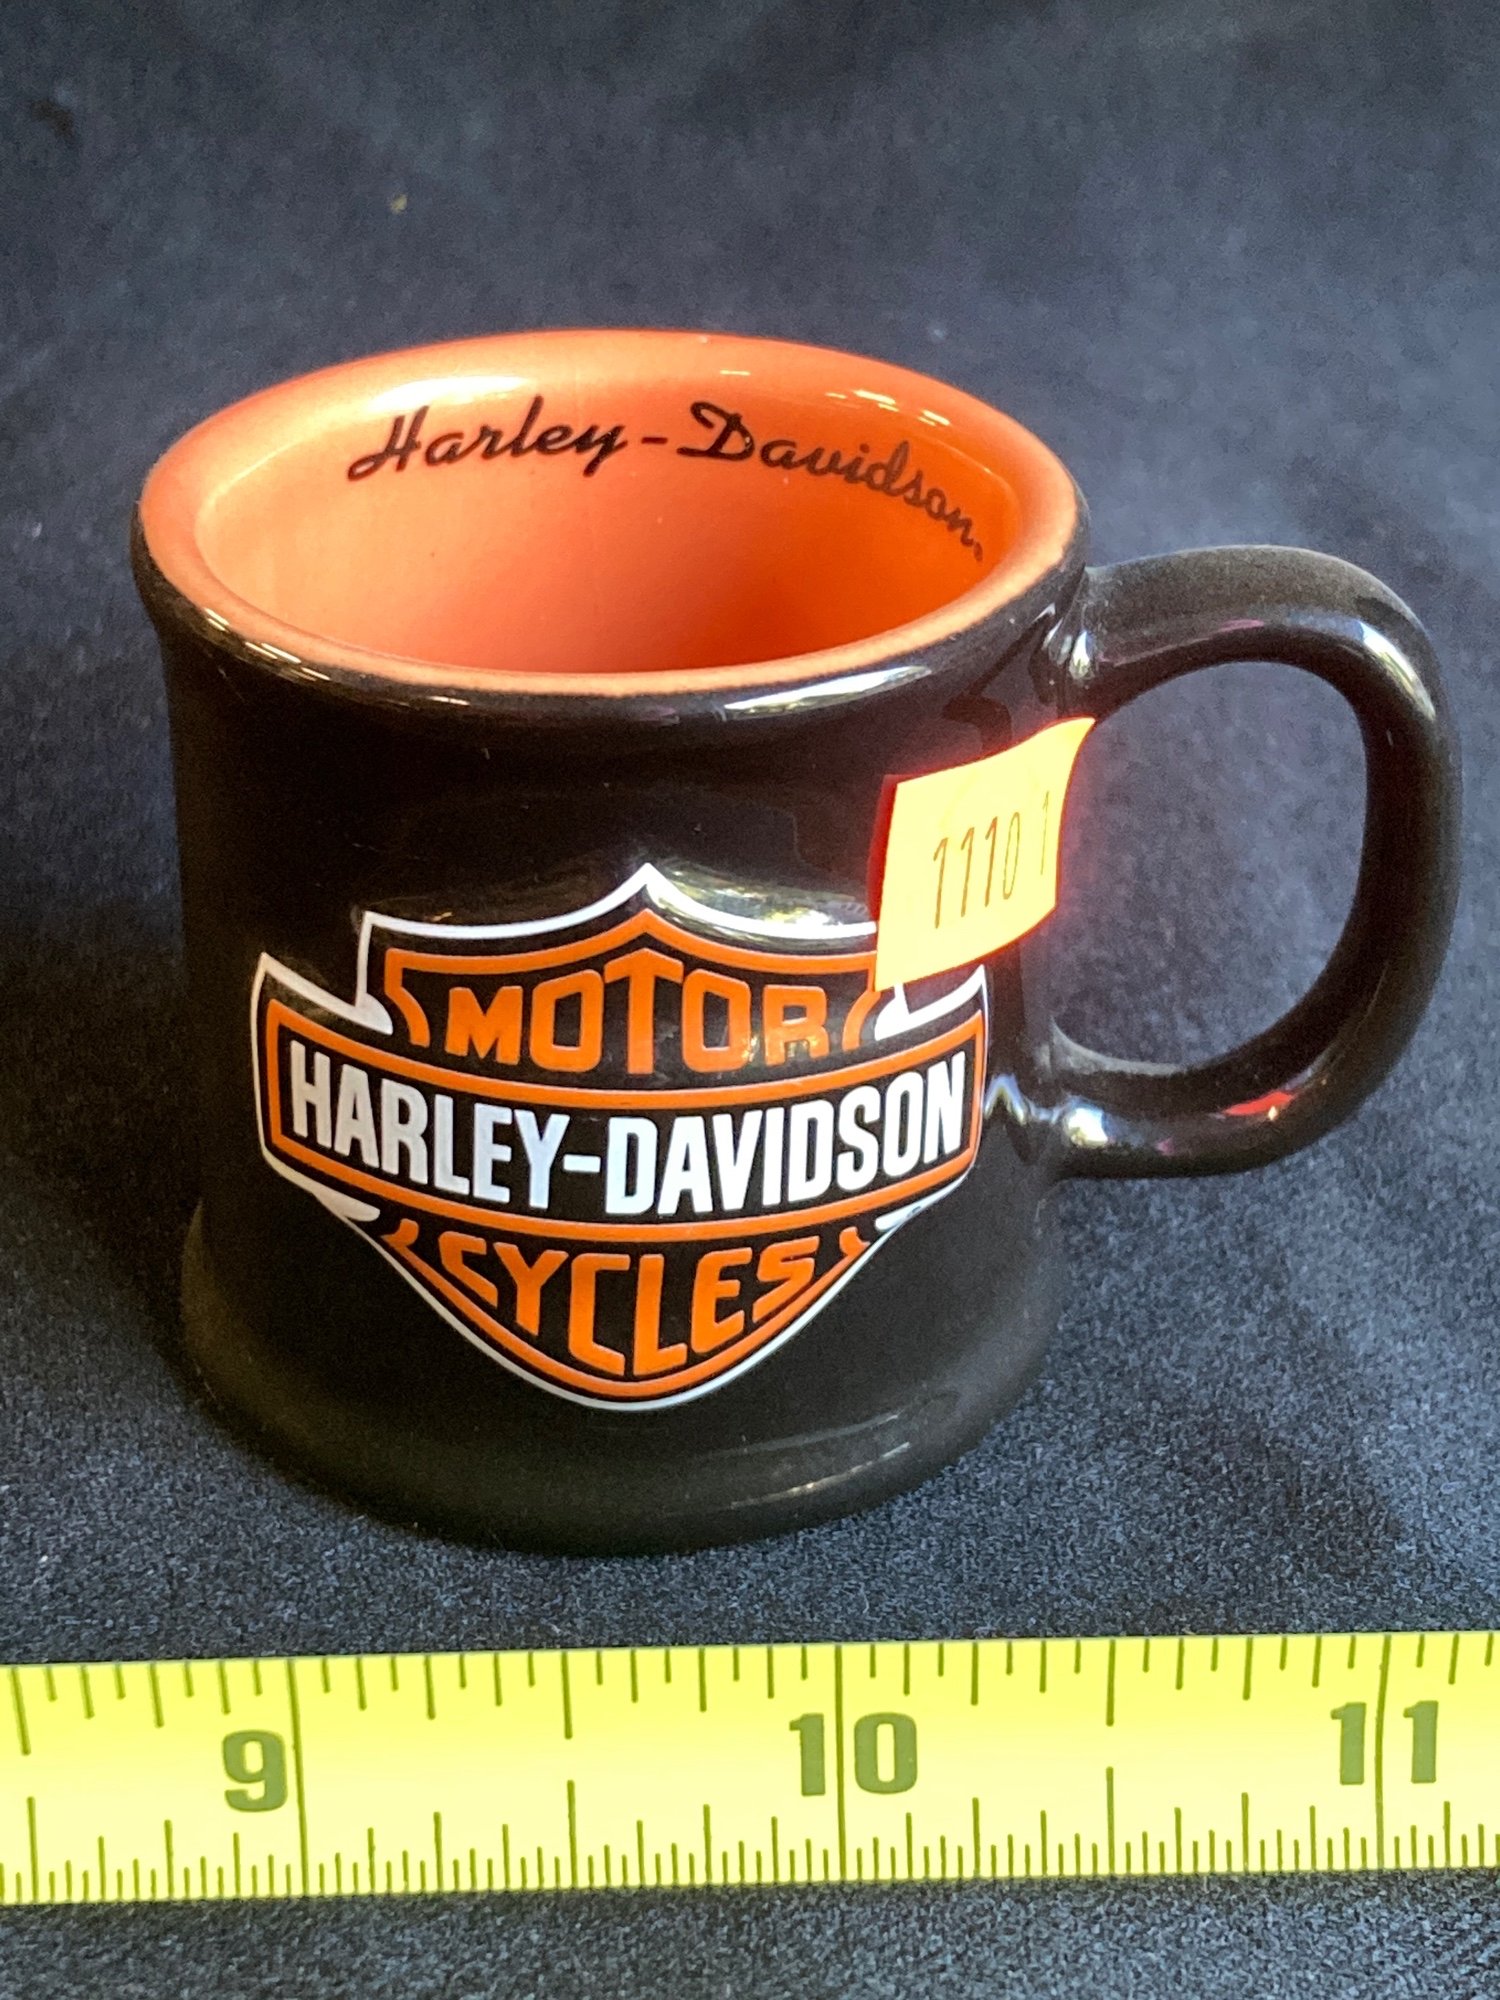 Harley-Davidson.
1110 1
MOTOR
HARLEY-DAVIDSON
CYCLES
9 10 11